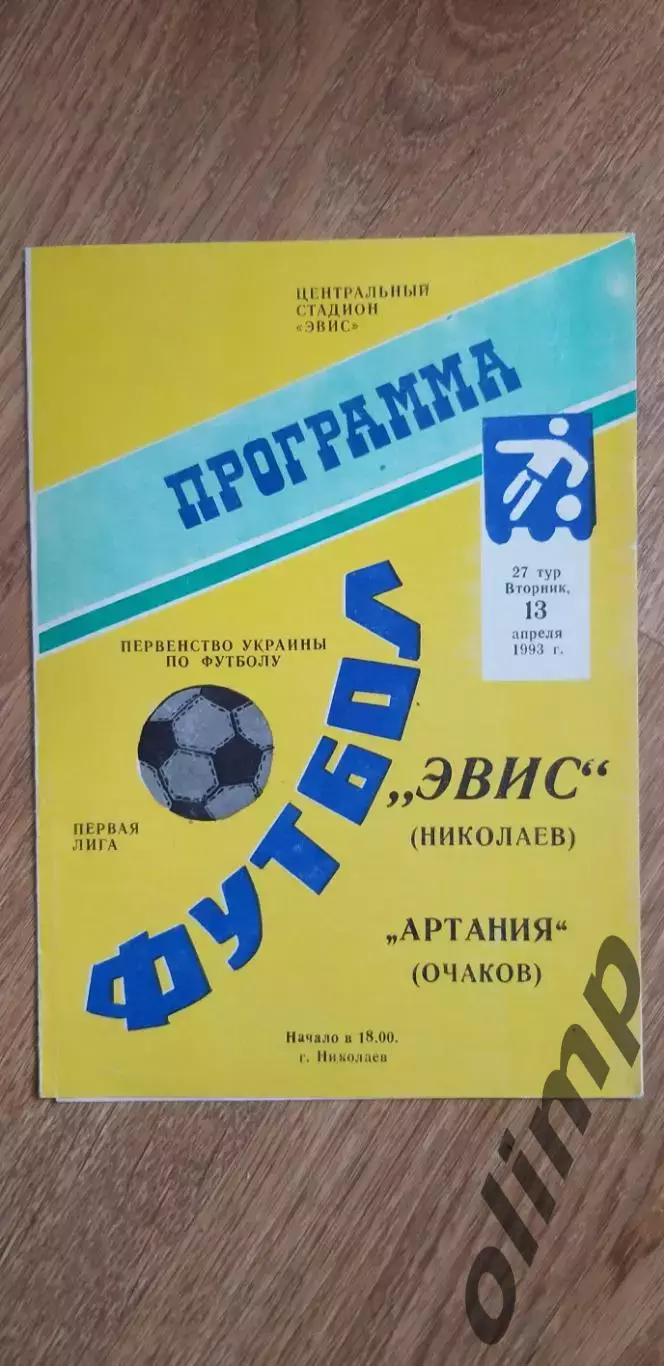 ЦЕНТРАЛЬНЫЙ
СТАДИОН
«ЭВИС»
ПРОГРАММА
27 тур
Вторник,
13
апреля
1993 г.
ПЕРВЕНСТВО УКРАИНЫ
ПО ФУТБОЛУ
ФУТБОЛ
ПЕРВАЯ
ЛИГА
„ЭВИС“
(НИКОЛАЕВ)
„АРТАНИЯ“
(ОЧАКОВ)
Начало в 18.00.
г. Николаев
olimp